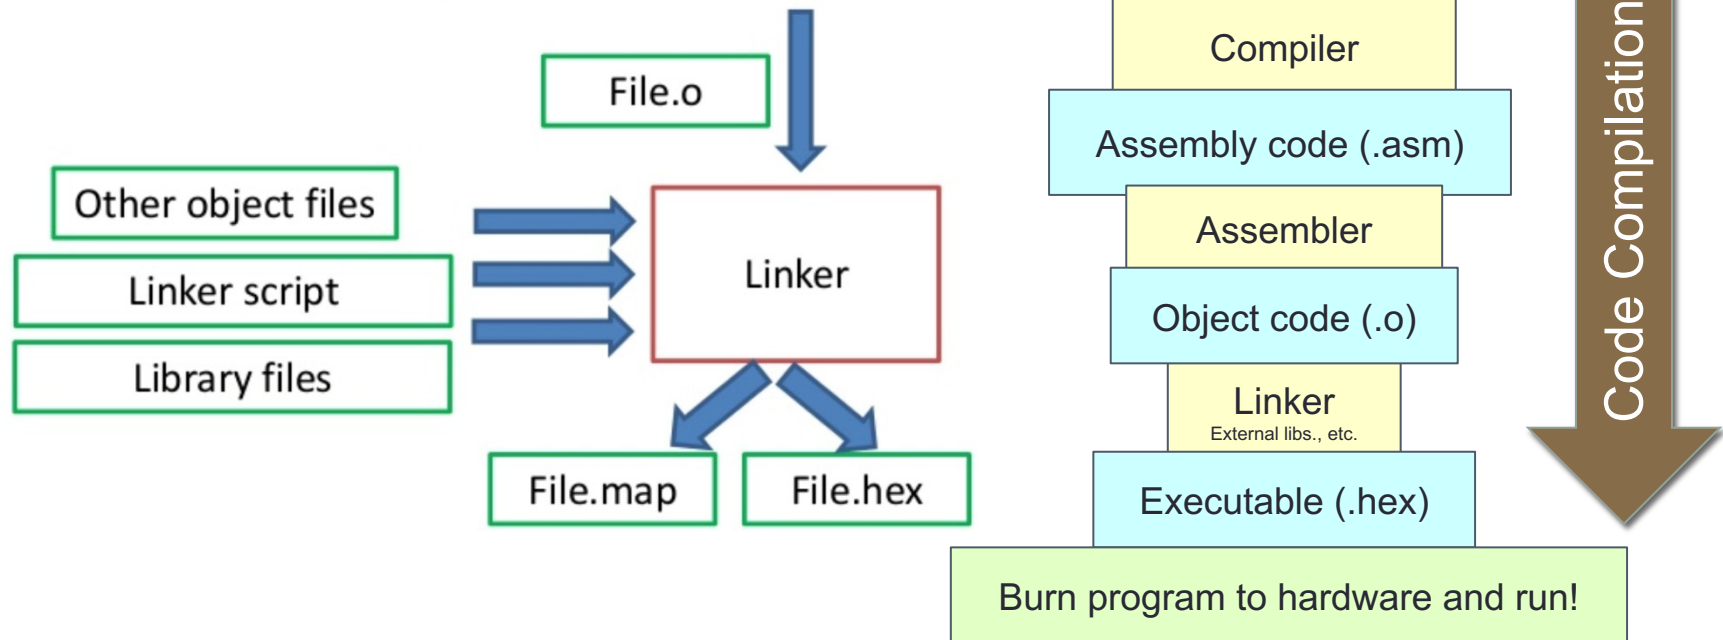 File.o
Other object files
Linker script
Library files
Linker
File.map
File.hex
Compiler
Assembly code (.asm)
Assembler
Object code (.o)
Linker
External libs., etc.
Executable (.hex)
Burn program to hardware and run!
Code Compilation